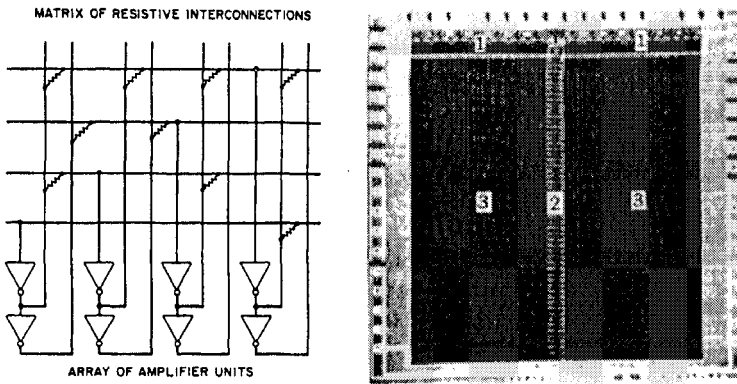 MATRIX OF RESISTIVE INTERCONNECTIONS
1
1
3
2
3
ARRAY OF AMPLIFIER UNITS